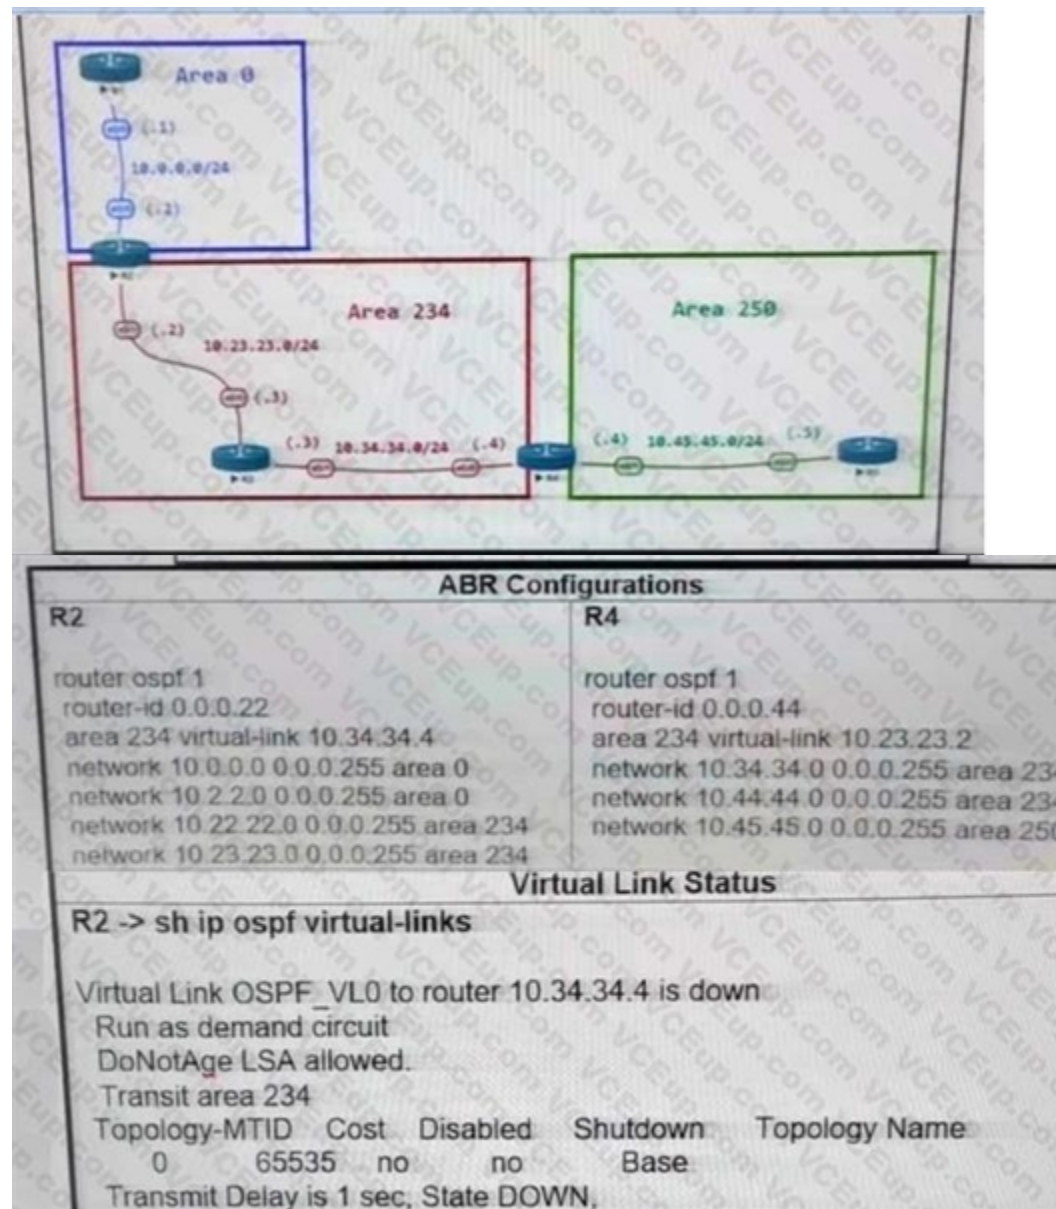 Area 0
(.1)
10.0.0.0/24
(.2)
Area 234
Area 250
(.2)
10.23.23.0/24
(.3)
(.3) 10.34.34.0/24 (.4)
(.4) 10.45.45.0/24 (.5)
ABR Configurations
R2 R4
router ospf 1 router ospf 1
router-id 0.0.0.22 router-id 0.0.0.44
area 234 virtual-link 10.34.34.4 area 234 virtual-link 10.23.23.2
network 10.0.0.0 0.0.0.255 area 0 network 10.34.34.0 0.0.0.255 area 234
network 10.2.2.0 0.0.0.255 area 0 network 10.44.44.0 0.0.0.255 area 234
network 10.22.22.0 0.0.0.255 area 234 network 10.45.45.0 0.0.0.255 area 250
network 10.23.23.0 0.0.0.255 area 234
Virtual Link Status
R2 -> sh ip ospf virtual-links
Virtual Link OSPF_VL0 to router 10.34.34.4 is down
Run as demand circuit
DoNotAge LSA allowed.
Transit area 234
Topology-MTID Cost Disabled Shutdown Topology Name
0 65535 no no Base
Transmit Delay is 1 sec, State DOWN,
VCEup.com